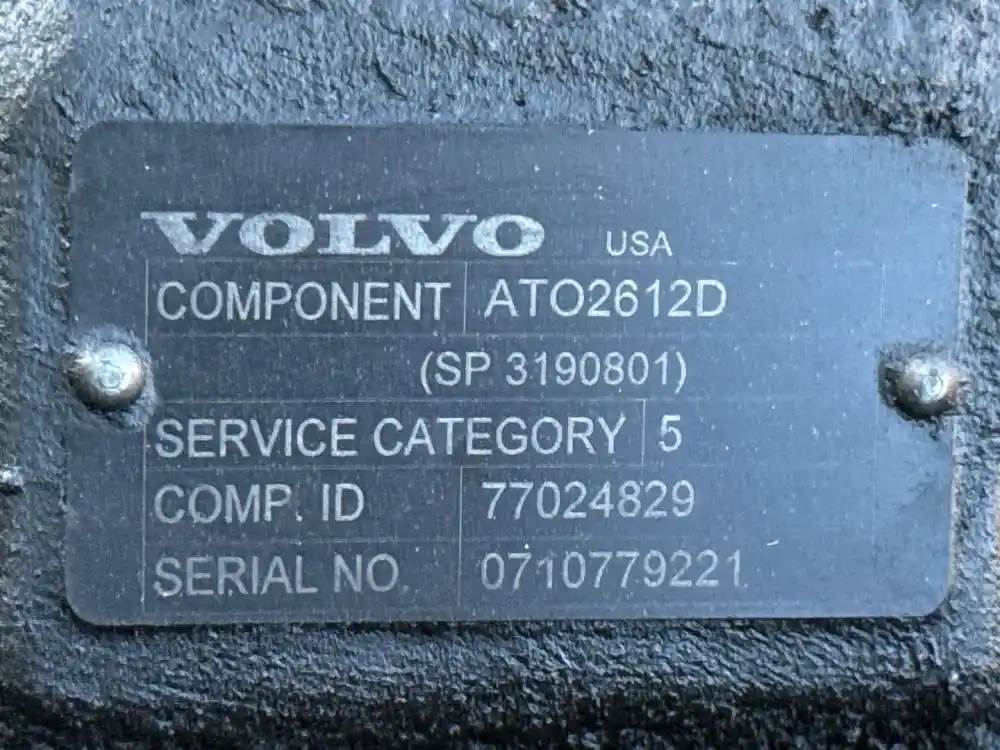 VOLVO USA
COMPONENT ATO2612D
(SP 3190801)
SERVICE CATEGORY 5
COMP. ID 77024829
SERIAL NO. 0710779221